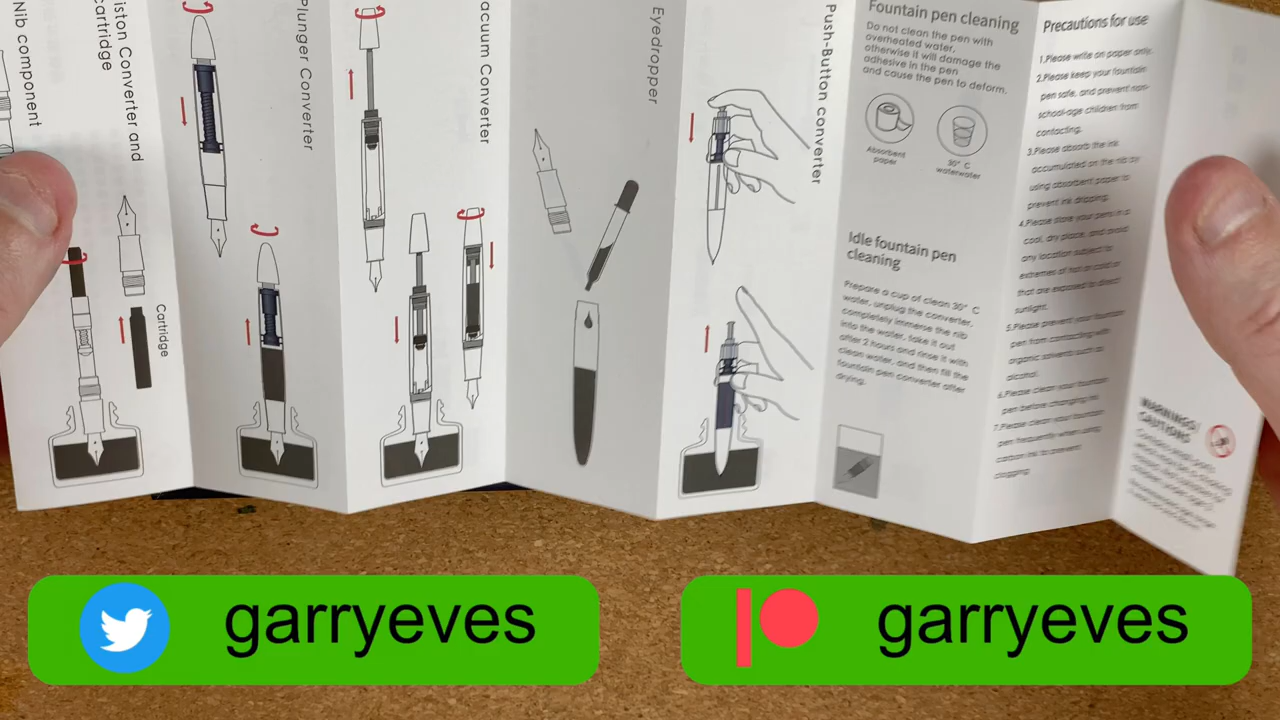 Nib component
iston Converter and
cartridge
Cartridge
Plunger Converter
acuum Converter
Eyedropper
Push-Button converter
Fountain pen cleaning
Do not clean the pen with
overheated water,
otherwise it will damage the
adhesive in the pen
and cause the pen to deform.
Absorbent
paper
30° C
waterwater
Idle fountain pen
cleaning
Prepare a cup of clean 30° C
water, unplug the converter,
completely immerse the nib
into the water, take it out
after 2 hours and rinse it with
clean water, and then fill the
fountain pen converter after
drying.
Precautions for use
1.Please write on paper only.
2.Please keep your fountain
pen safe, and prevent non-
school-age children from
contacting.
3.Please absorb the ink
accumulated on the nib by
using absorbent paper to
prevent ink dripping.
4.Please store your pens in a
cool, dry place, and avoid
any location subject to
extremes of hot or cold or
that are exposed to direct
sunlight.
5.Please prevent your fountain
pen from contacting with
organic solvents such as
alcohol.
6.Please clean your fountain
pen before changing ink.
7.Please clean your fountain
pen frequently when using
carbon ink to prevent
clogging.
WARNINGS/
CAUTIONS
garryeves
garryeves